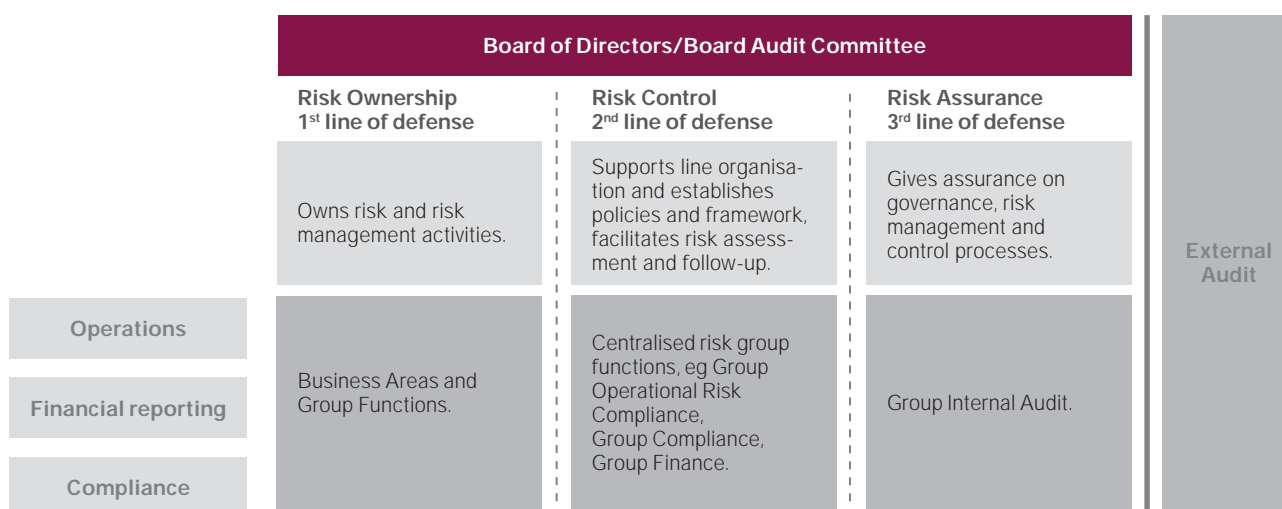 Board of Directors/Board Audit Committee
Risk Ownership
1st line of defense
Risk Control
2nd line of defense
Risk Assurance
3rd line of defense
Owns risk and risk
management activities.
Supports line organisa-
tion and establishes
policies and framework,
facilitates risk assess-
ment and follow-up.
Gives assurance on
governance, risk
management and
control processes.
External
Audit
Operations
Financial reporting
Compliance
Business Areas and
Group Functions.
Centralised risk group
functions, eg Group
Operational Risk
Compliance,
Group Compliance,
Group Finance.
Group Internal Audit.